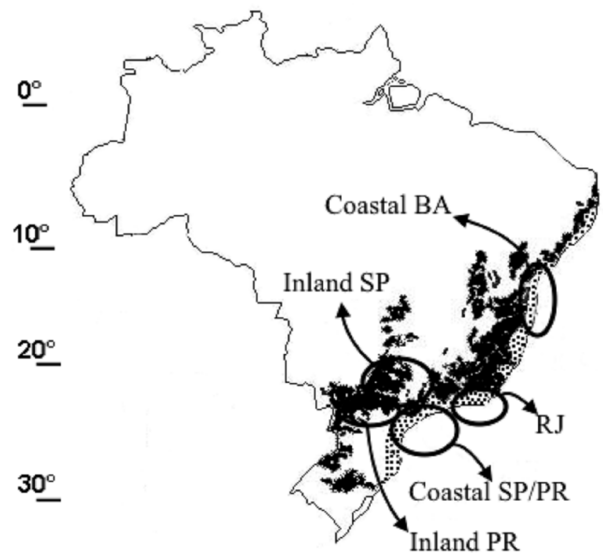 0°
Coastal BA
10°
Inland SP
20°
RJ
Coastal SP/PR
30°
Inland PR